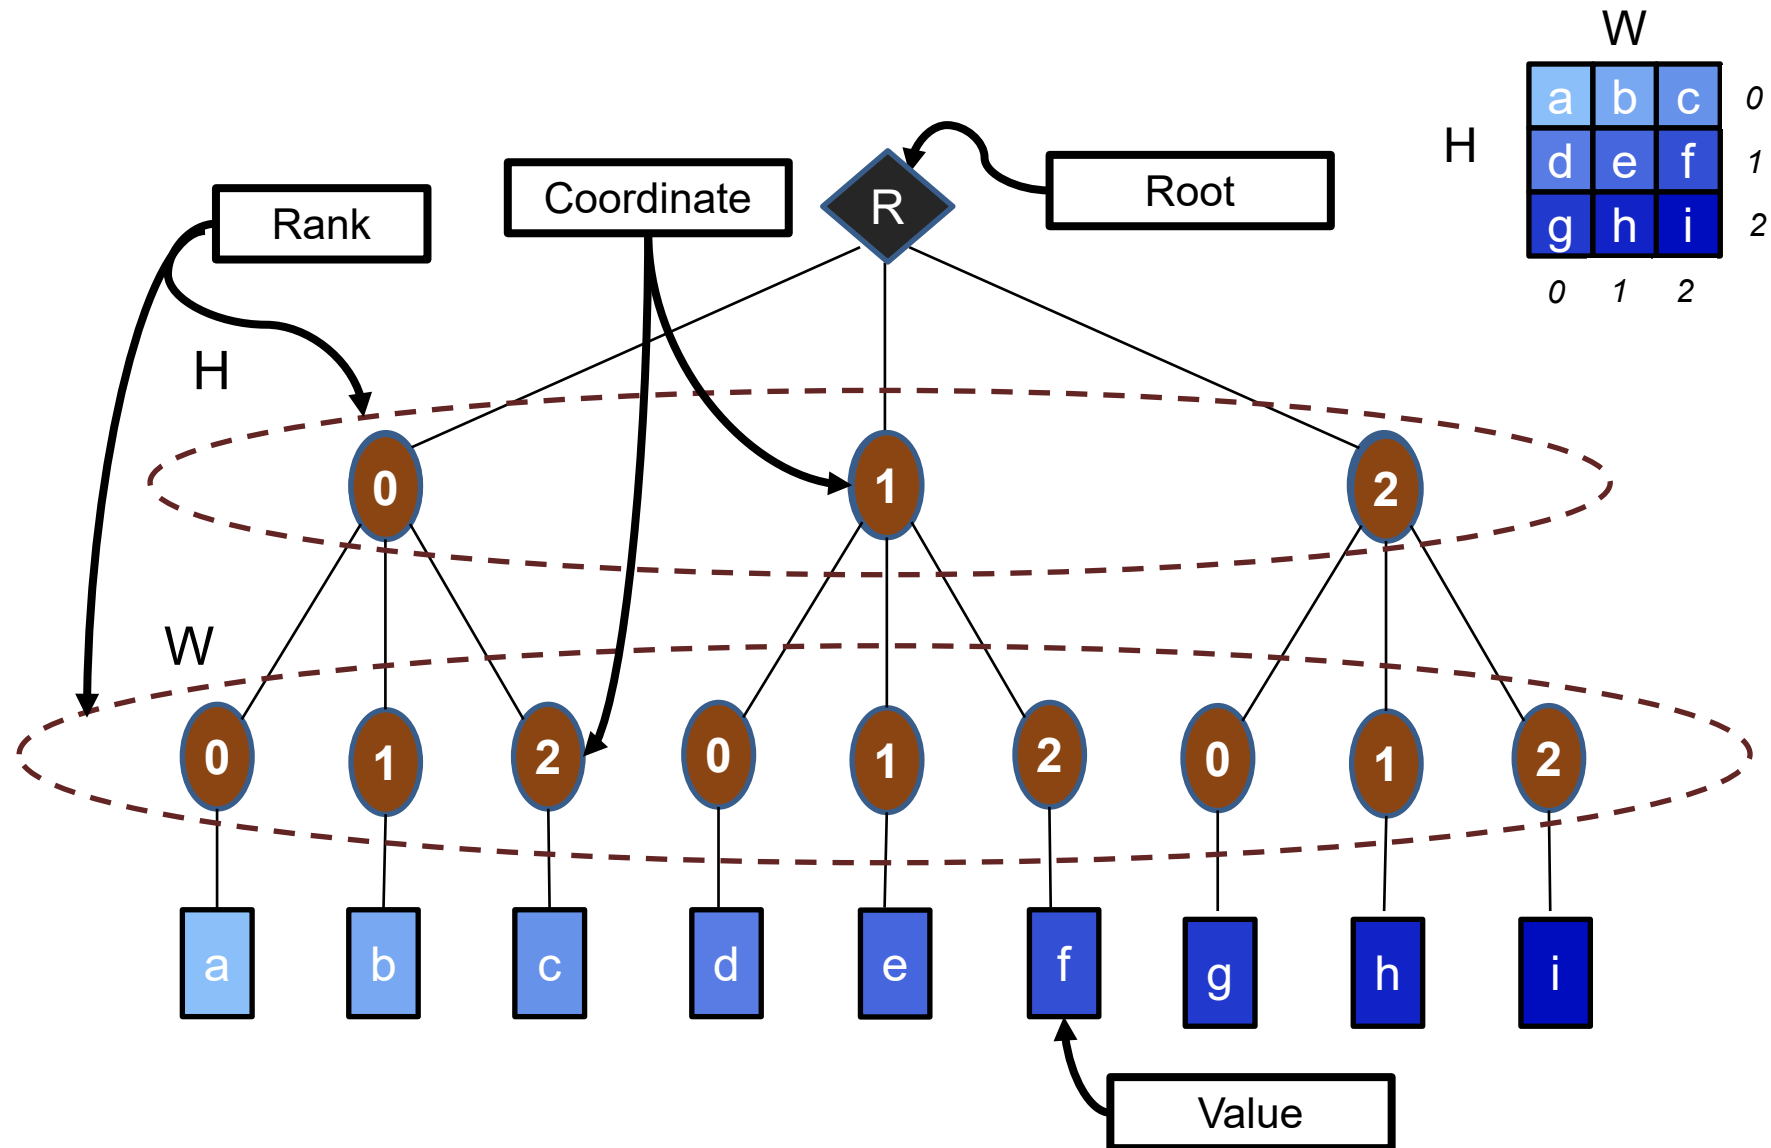 W
a b c 0
H d e f 1
g h i 2
0 1 2
Rank
Coordinate
R
Root
H
0 1 2
W
0 1 2 0 1 2 0 1 2
a b c d e f g h i
Value